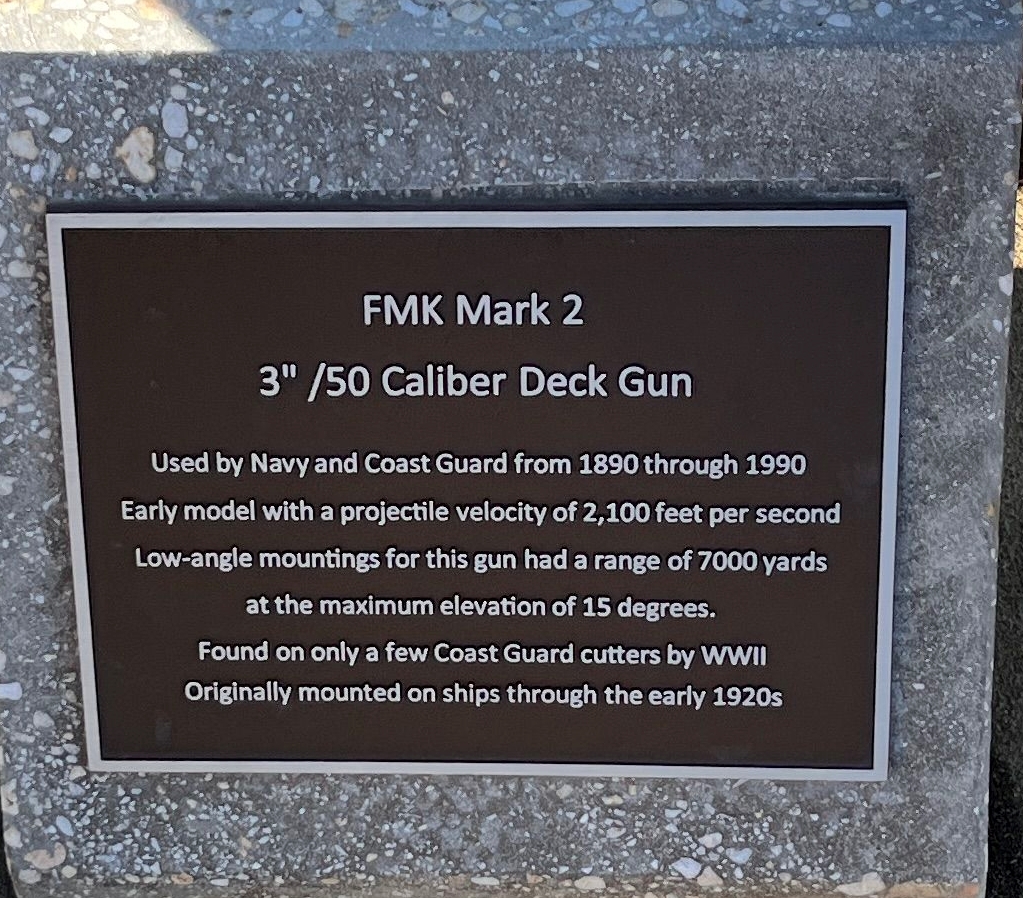 FMK Mark 2
3" /50 Caliber Deck Gun
Used by Navy and Coast Guard from 1890 through 1990
Early model with a projectile velocity of 2,100 feet per second
Low-angle mountings for this gun had a range of 7000 yards
at the maximum elevation of 15 degrees.
Found on only a few Coast Guard cutters by WWII
Originally mounted on ships through the early 1920s